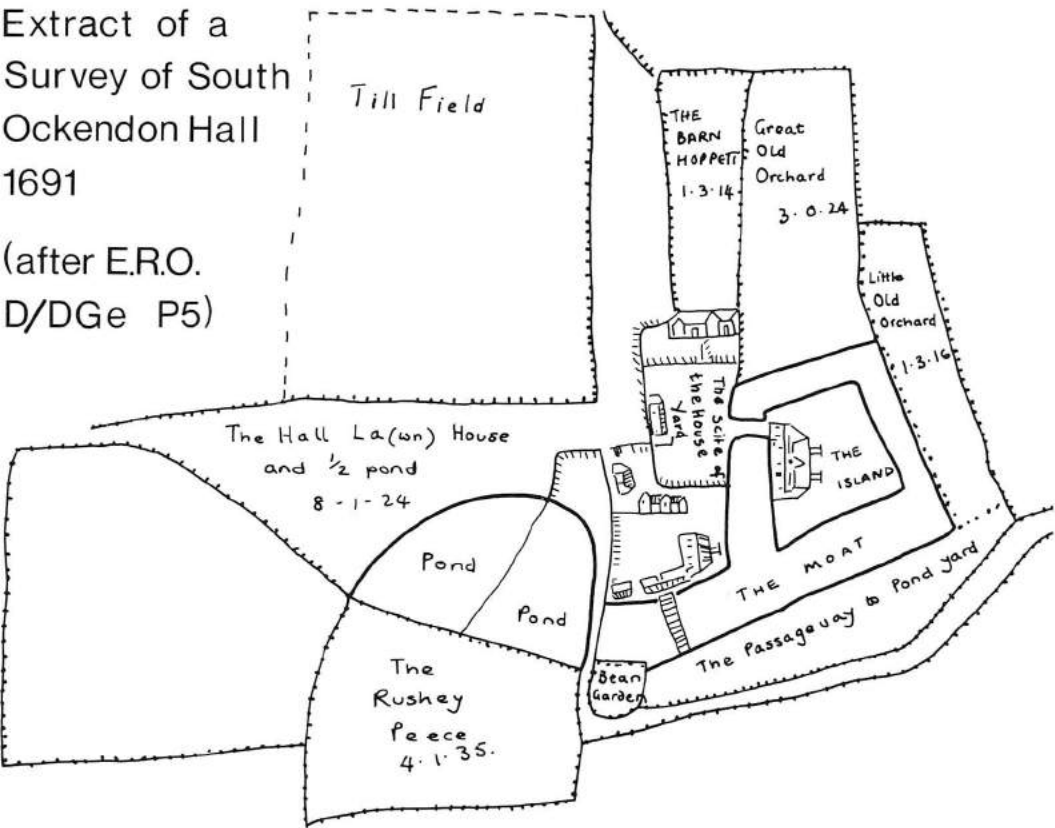 Extract of a
Survey of South
Ockendon Hall
1691
(after E.R.O.
D/DGe P5)
Till Field
THE
BARN
HOPPETT
1.3.14
Great
Old
Orchard
3.0.24
Little
Old
Orchard
1.3.16
The Scite of
the House
Yard
The Hall La(wn) House
and 1/2 pond
8-1-24
THE
ISLAND
Pond
Pond
THE MOAT
The Passageway to Pond yard
The
Rushey
Peece
4.1.35.
Bean
Garden